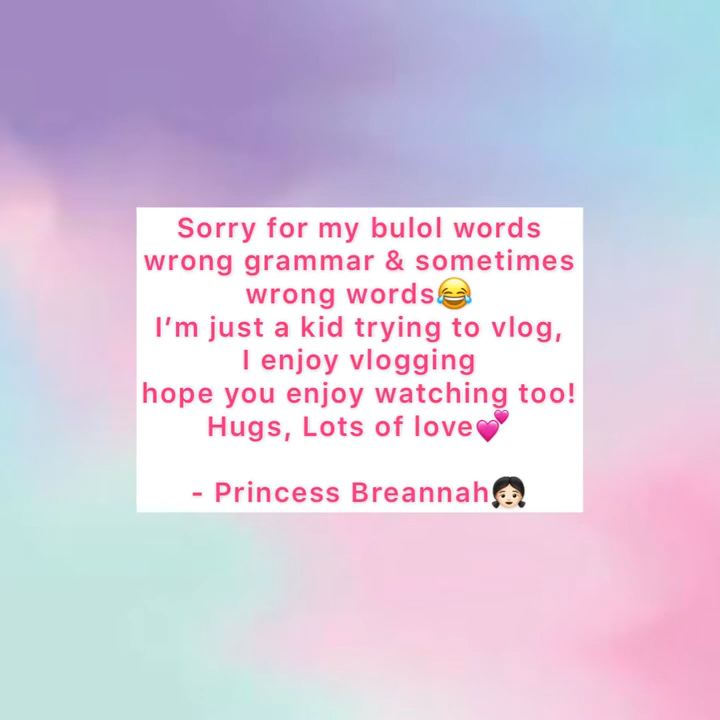 Sorry for my bulol words
wrong grammar & sometimes
wrong words😂
I’m just a kid trying to vlog,
I enjoy vlogging
hope you enjoy watching too!
Hugs, Lots of love💕
- Princess Breannah👧🏻